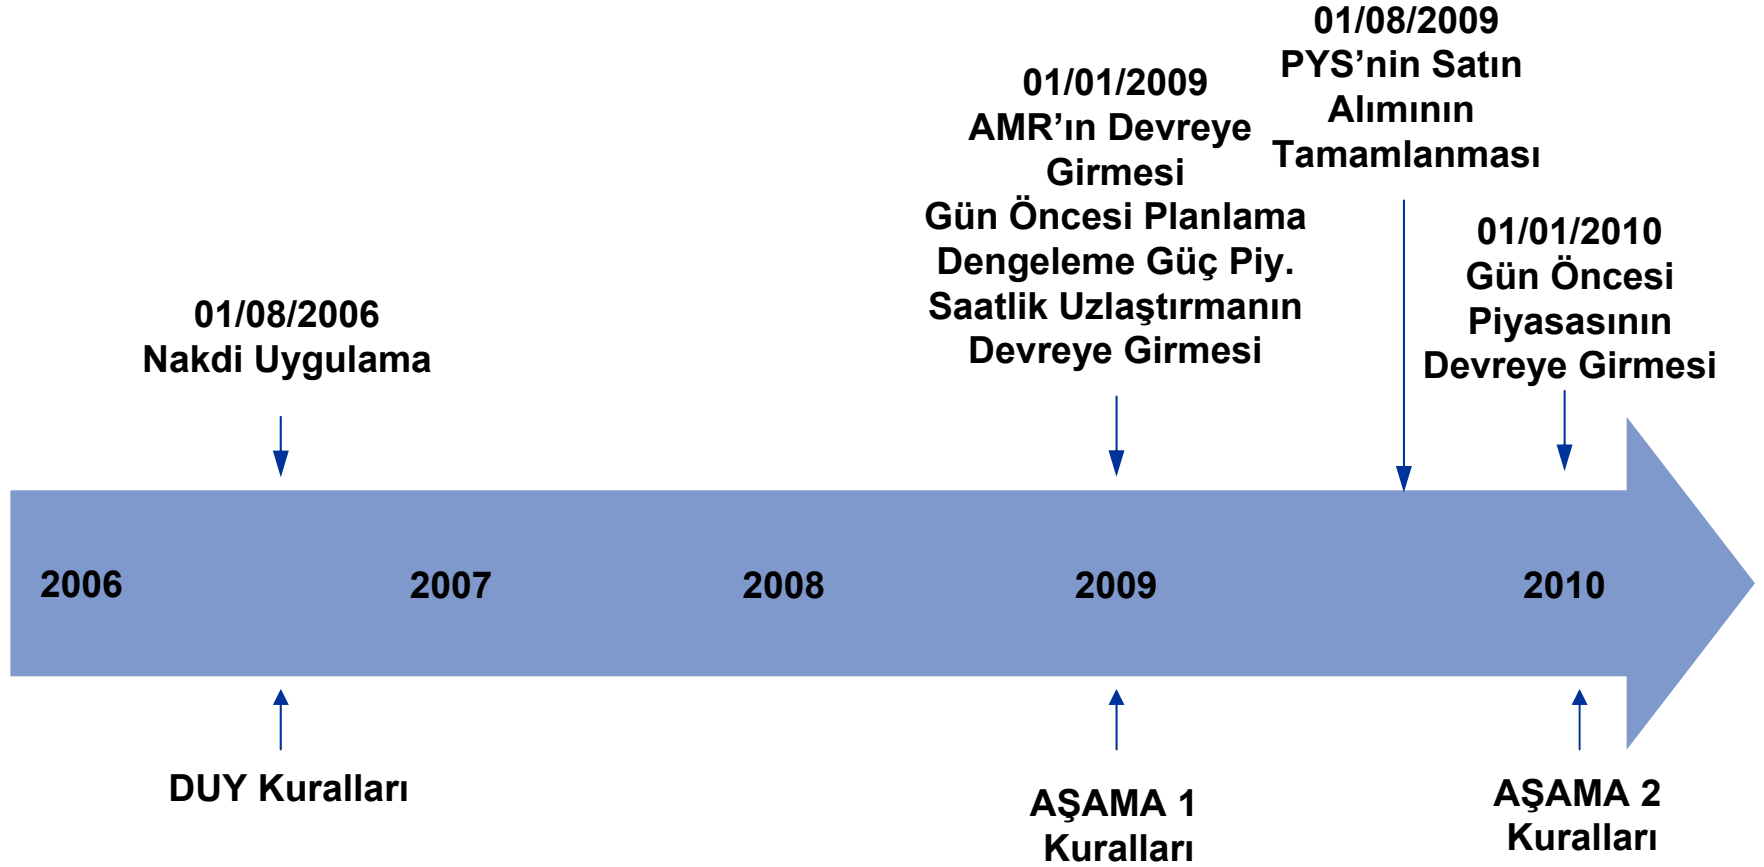 01/08/2006
Nakdi Uygulama
01/01/2009
AMR’ın Devreye
Girmesi
Gün Öncesi Planlama
Dengeleme Güç Piy.
Saatlik Uzlaştırmanın
Devreye Girmesi
01/08/2009
PYS’nin Satın
Alımının
Tamamlanması
01/01/2010
Gün Öncesi
Piyasasının
Devreye Girmesi
2006
2007
2008
2009
2010
DUY Kuralları
AŞAMA 1
Kuralları
AŞAMA 2
Kuralları